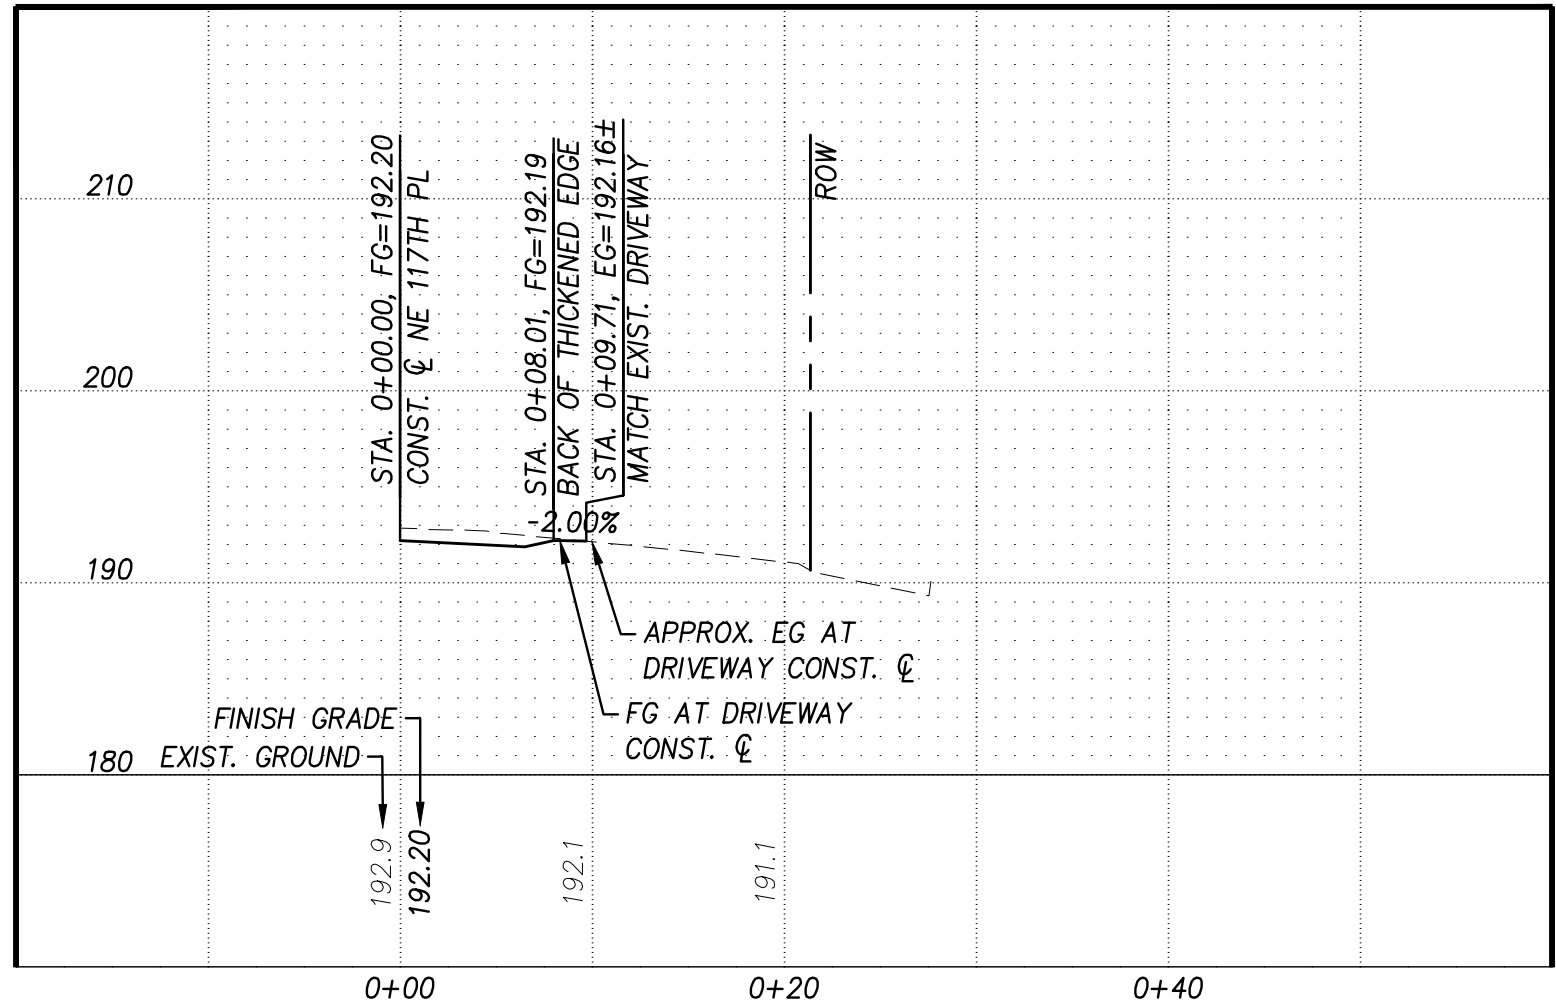 210
200
190
180
STA. 0+00.00, FG=192.20
CONST. ℄ NE 117TH PL
STA. 0+08.01, FG=192.19
BACK OF THICKENED EDGE
STA. 0+09.71, EG=192.16±
MATCH EXIST. DRIVEWAY
ROW
-2.00%
APPROX. EG AT
DRIVEWAY CONST. ℄
FG AT DRIVEWAY
CONST. ℄
FINISH GRADE
EXIST. GROUND
192.9
192.20
192.1
191.1
0+00
0+20
0+40